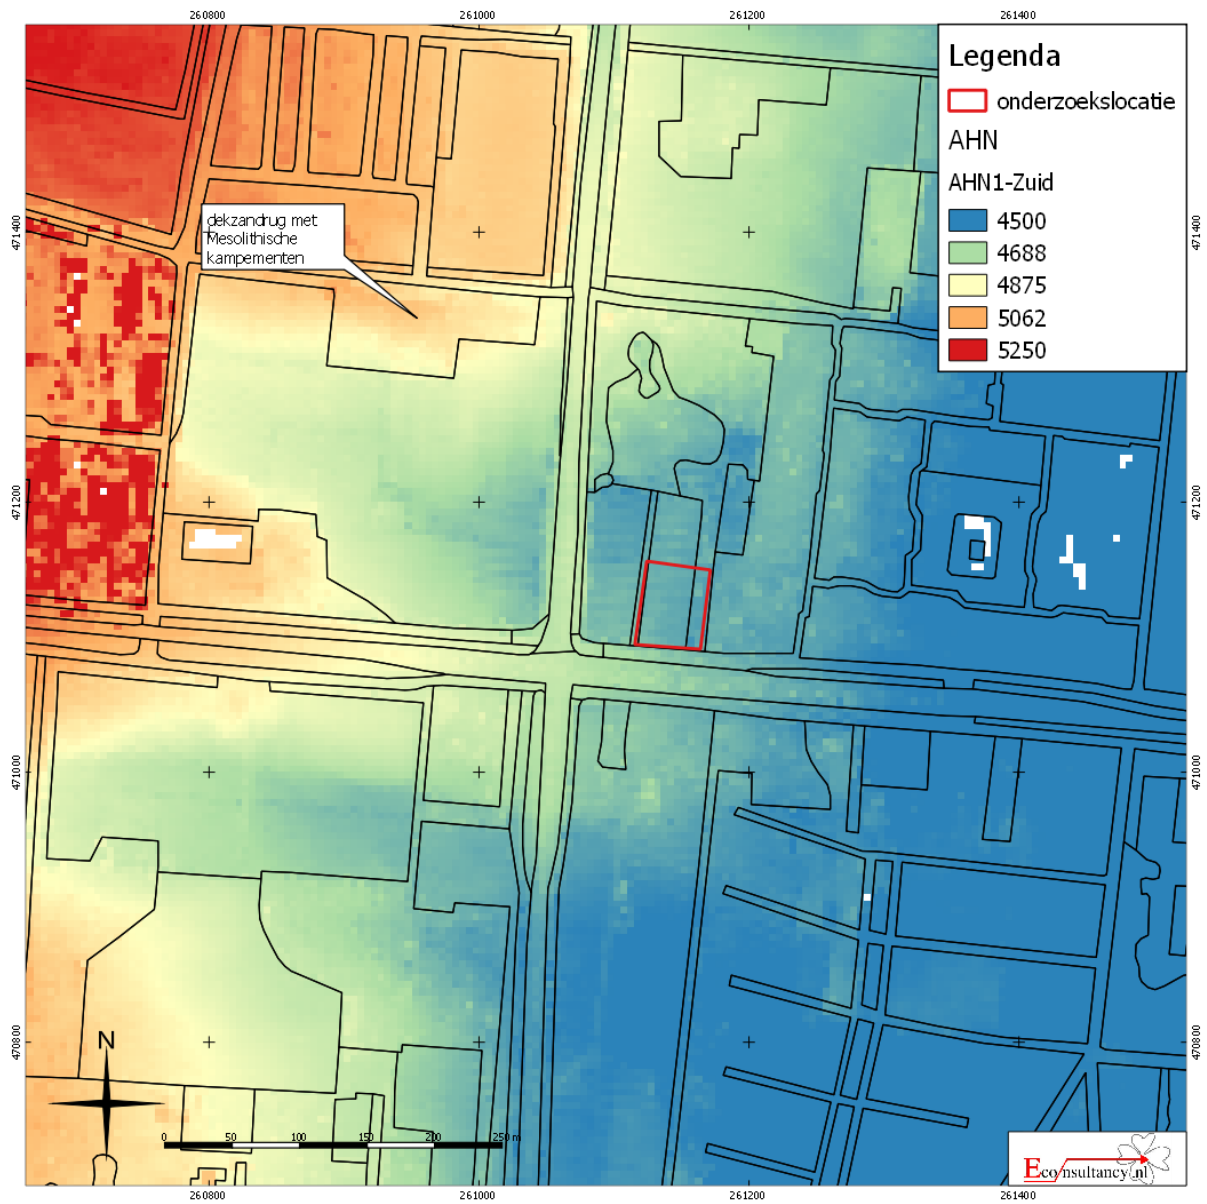 260800 261000 261200 261400
Legenda
onderzoekslocatie
AHN
AHN1-Zuid
4500
4688
4875
5062
5250
dekzandrug met
Mesolithische
kampementen
471400 471400
471200 471200
471000 471000
470800 470800
N
0 50 100 150 200 250 m
Econsultancy.nl
260800 261000 261200 261400